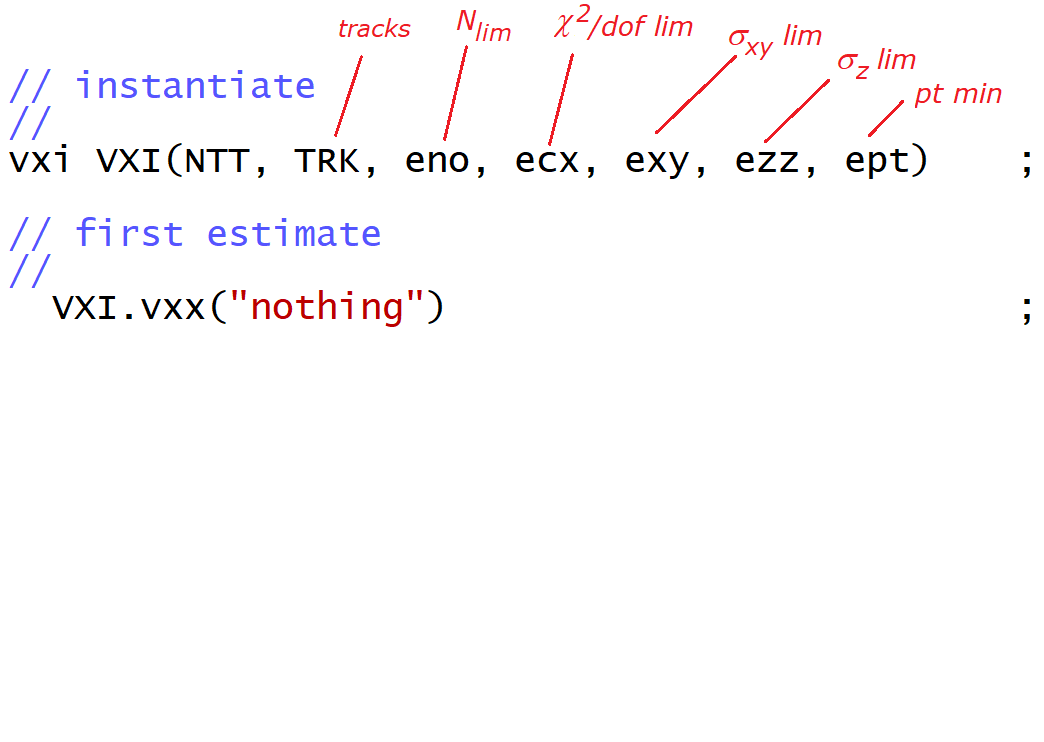 tracks N_lim χ²/dof lim σ_xy lim σ_z lim pt min
// instantiate
//
vxi VXI(NTT, TRK, eno, ecx, exy, ezz, ept) ;
// first estimate
//
VXI.vxx("nothing") ;